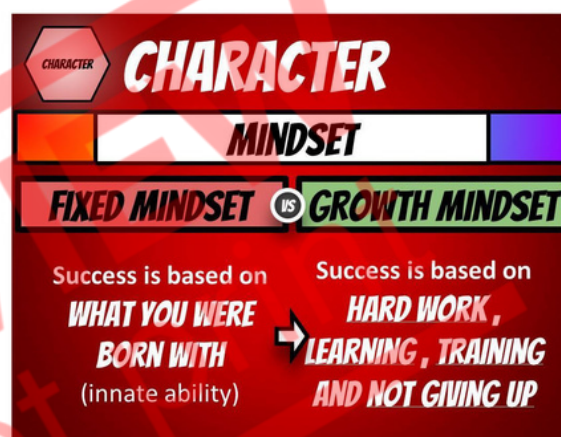 CHARACTER
CHARACTER
MINDSET
FIXED MINDSET VS GROWTH MINDSET
Success is based on
WHAT YOU WERE
BORN WITH
(innate ability)
Success is based on
HARD WORK ,
LEARNING , TRAINING
AND NOT GIVING UP